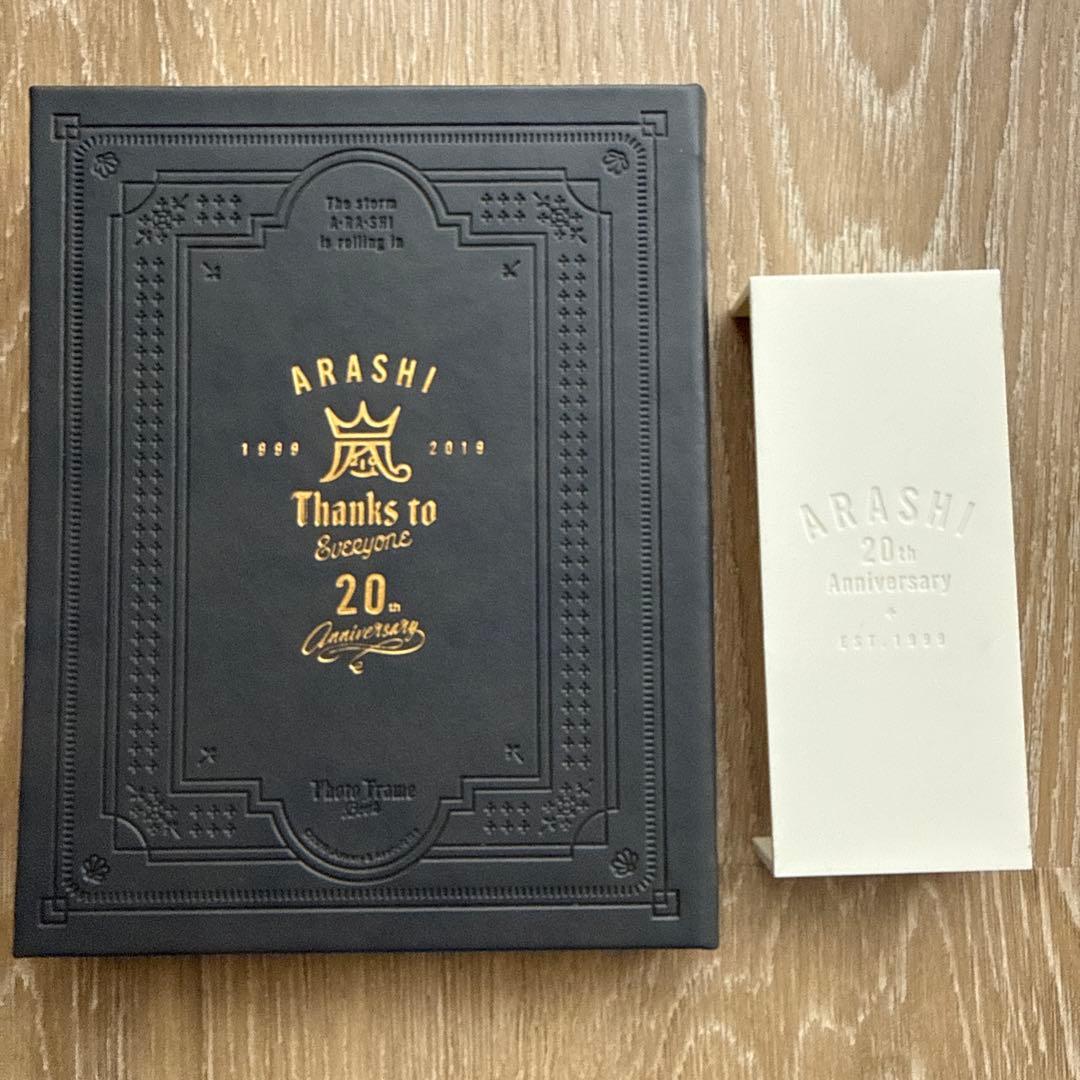 The storm
A·RA·SHI
is rolling in
ARASHI
1999 嵐 2019
Thanks to
Everyone
20th
Anniversary
Photo Frame
Book
ARASHI
20th
Anniversary
EST.1999